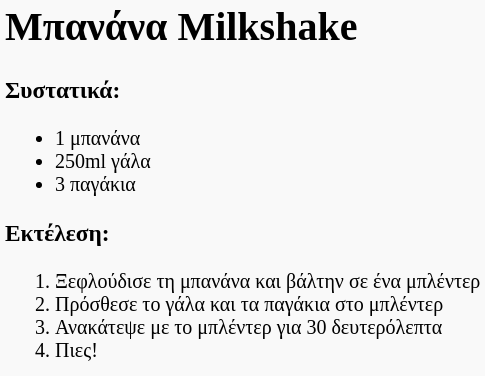 Μπανάνα Milkshake
Συστατικά:
• 1 μπανάνα
• 250ml γάλα
• 3 παγάκια
Εκτέλεση:
1. Ξεφλούδισε τη μπανάνα και βάλτην σε ένα μπλέντερ
2. Πρόσθεσε το γάλα και τα παγάκια στο μπλέντερ
3. Ανακάτεψε με το μπλέντερ για 30 δευτερόλεπτα
4. Πιες!